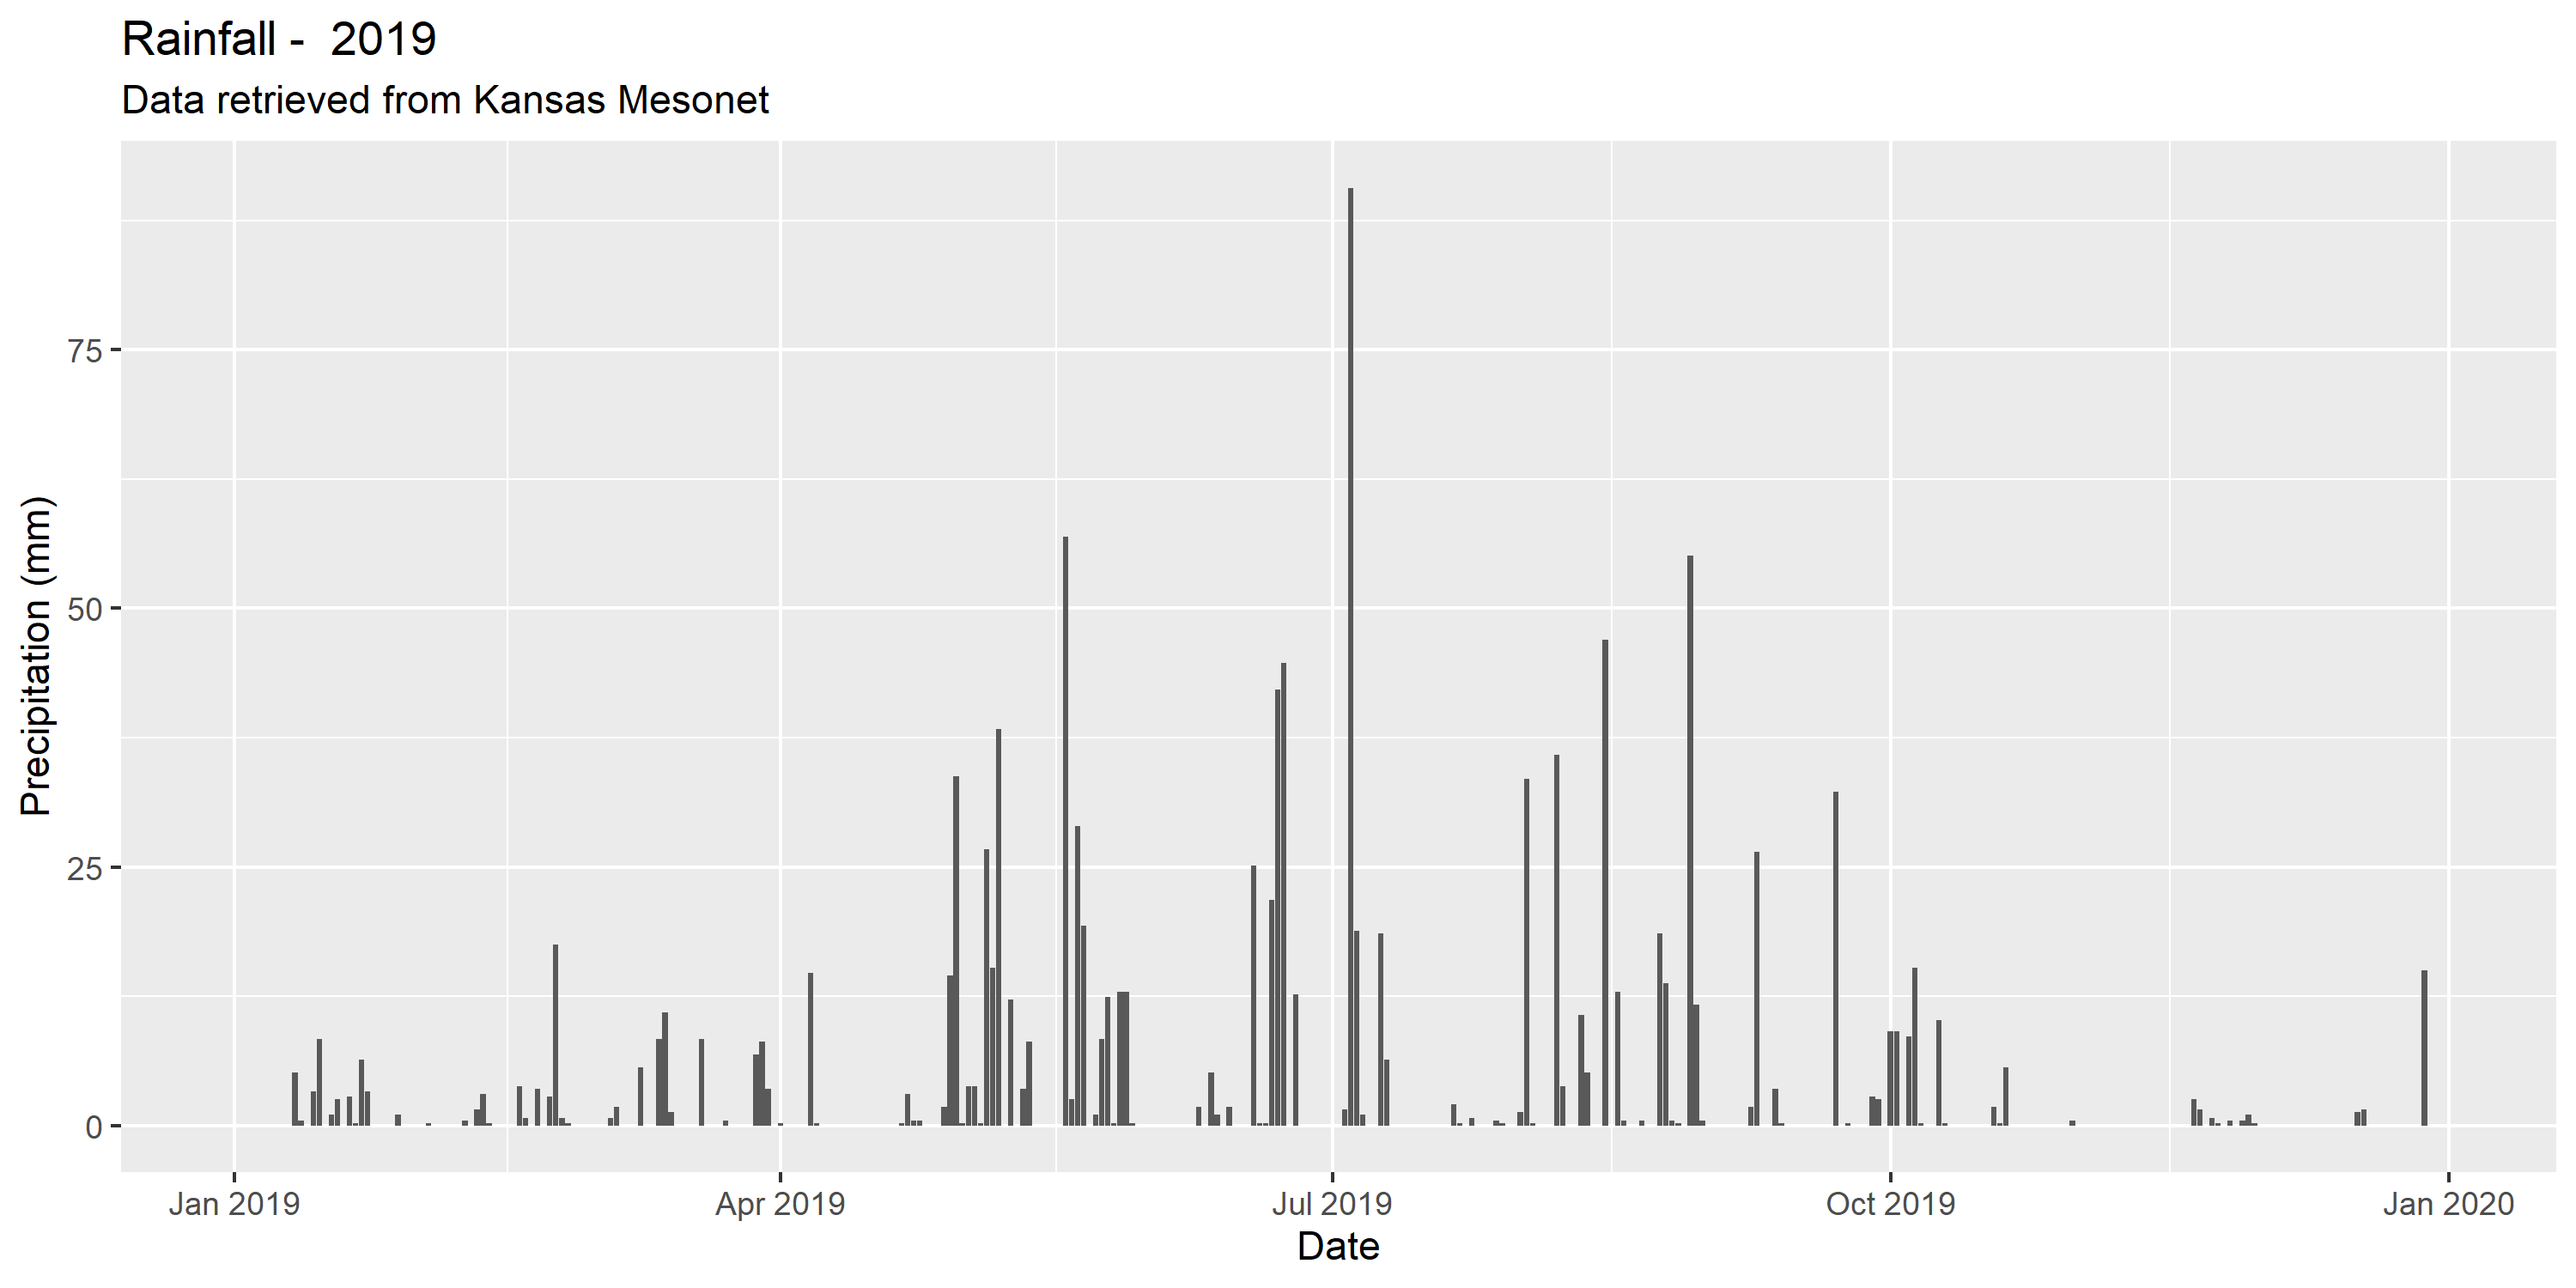 Rainfall -  2019
Data retrieved from Kansas Mesonet
Precipitation (mm)
75
50
25
0
Jan 2019
Apr 2019
Jul 2019
Oct 2019
Jan 2020
Date